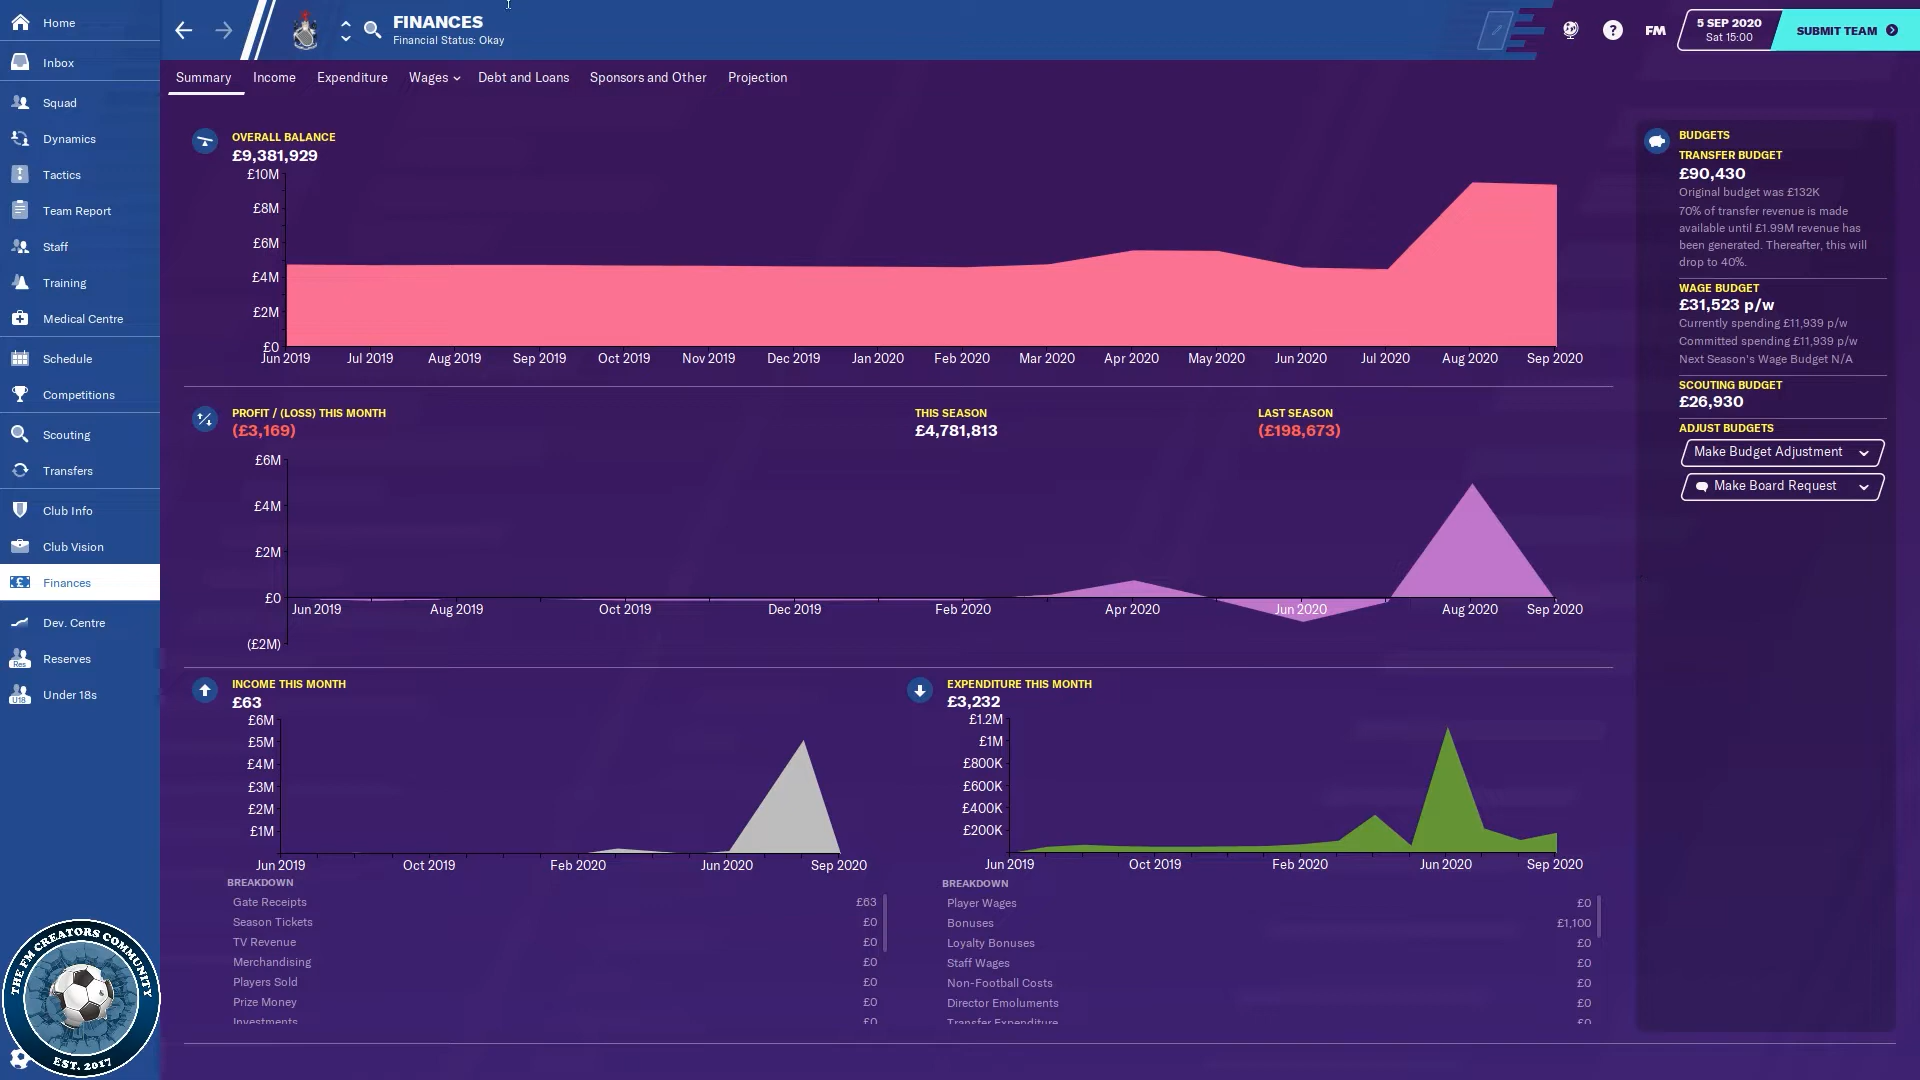 Home
Inbox
Squad
Dynamics
Tactics
Team Report
Staff
Training
Medical Centre
Schedule
Competitions
Scouting
Transfers
Club Info
Club Vision
Finances
Dev. Centre
Res
Reserves
U18
Under 18s
THE FM CREATORS COMMUNITY
EST. 2017
FINANCES
Financial Status: Okay
?
FM
5 SEP 2020
Sat 15:00
SUBMIT TEAM
Summary
Income
Expenditure
Wages
Debt and Loans
Sponsors and Other
Projection
OVERALL BALANCE
£9,381,929
£10M
£8M
£6M
£4M
£2M
£0
Jun 2019 Jul 2019 Aug 2019 Sep 2019 Oct 2019 Nov 2019 Dec 2019 Jan 2020 Feb 2020 Mar 2020 Apr 2020 May 2020 Jun 2020 Jul 2020 Aug 2020 Sep 2020
PROFIT / (LOSS) THIS MONTH
(£3,169)
THIS SEASON
£4,781,813
LAST SEASON
(£198,673)
£6M
£4M
£2M
£0
(£2M)
Jun 2019 Aug 2019 Oct 2019 Dec 2019 Feb 2020 Apr 2020 Jun 2020 Aug 2020 Sep 2020
INCOME THIS MONTH
£63
£6M
£5M
£4M
£3M
£2M
£1M
Jun 2019 Oct 2019 Feb 2020 Jun 2020 Sep 2020
BREAKDOWN
Gate Receipts £63
Season Tickets £0
TV Revenue £0
Merchandising £0
Players Sold £0
Prize Money £0
Investments £0
EXPENDITURE THIS MONTH
£3,232
£1.2M
£1M
£800K
£600K
£400K
£200K
Jun 2019 Oct 2019 Feb 2020 Jun 2020 Sep 2020
BREAKDOWN
Player Wages £0
Bonuses £1,100
Loyalty Bonuses £0
Staff Wages £0
Non-Football Costs £0
Director Emoluments £0
Transfer Expenditure £0
BUDGETS
TRANSFER BUDGET
£90,430
Original budget was £132K
70% of transfer revenue is made
available until £1.99M revenue has
been generated. Thereafter, this will
drop to 40%.
WAGE BUDGET
£31,523 p/w
Currently spending £11,939 p/w
Committed spending £11,939 p/w
Next Season's Wage Budget N/A
SCOUTING BUDGET
£26,930
ADJUST BUDGETS
Make Budget Adjustment
Make Board Request